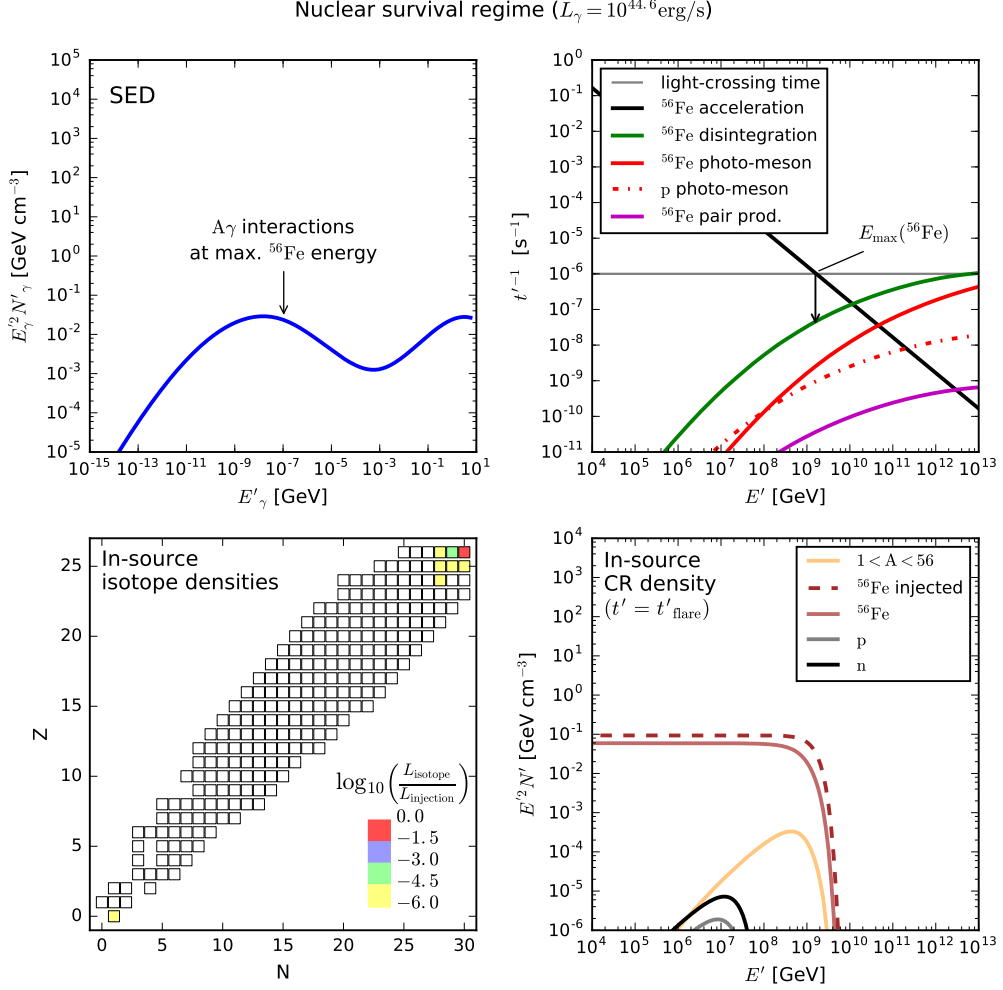 Nuclear survival regime (L_γ = 10^44.6 erg/s)
SED
Aγ interactions
at max. ^56Fe energy
E'^2_γ N'_γ [GeV cm^−3]
10^5
10^4
10^3
10^2
10^1
10^0
10^-1
10^-2
10^-3
10^-4
10^-5
10^-15 10^-13 10^-11 10^-9 10^-7 10^-5 10^-3 10^-1 10^1
E'_γ [GeV]
light-crossing time
^56Fe acceleration
^56Fe disintegration
^56Fe photo-meson
p photo-meson
^56Fe pair prod.
E_max(^56Fe)
t'^−1 [s^−1]
10^0
10^-1
10^-2
10^-3
10^-4
10^-5
10^-6
10^-7
10^-8
10^-9
10^-10
10^-11
10^4 10^5 10^6 10^7 10^8 10^9 10^10 10^11 10^12 10^13
E' [GeV]
In-source
isotope densities
Z
25
20
15
10
5
0
log_10 (L_isotope / L_injection)
0.0
−1.5
−3.0
−4.5
−6.0
0 5 10 15 20 25 30
N
In-source
CR density
(t' = t'_flare)
1 < A < 56
^56Fe injected
^56Fe
p
n
E'^2 N' [GeV cm^−3]
10^4
10^3
10^2
10^1
10^0
10^-1
10^-2
10^-3
10^-4
10^-5
10^-6
10^4 10^5 10^6 10^7 10^8 10^9 10^10 10^11 10^12 10^13
E' [GeV]